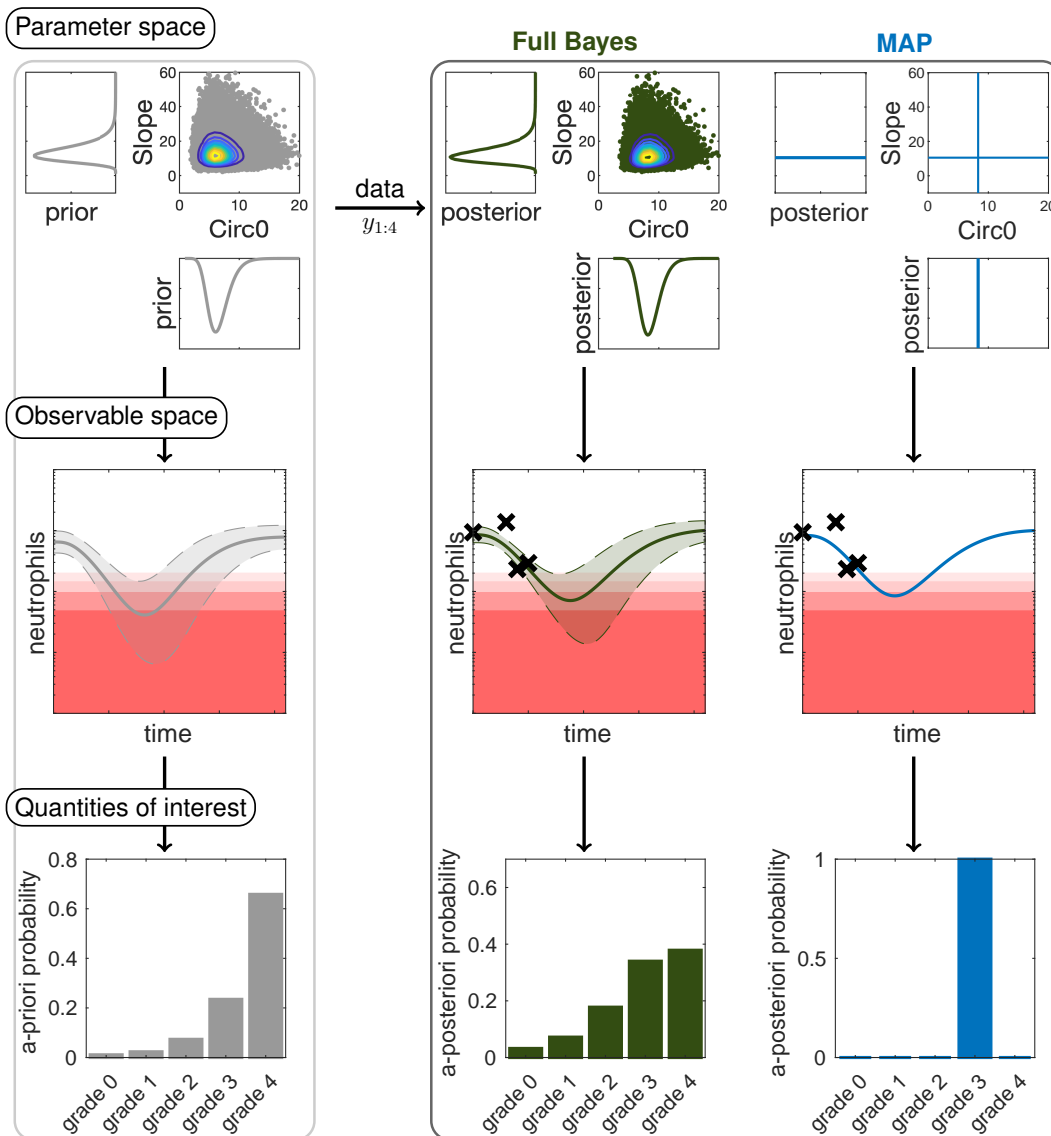 Parameter space
Full Bayes
MAP
60
40
20
0
Slope
prior
0
10
20
Circ0
prior
data
y1:4
60
40
20
0
Slope
posterior
0
10
20
Circ0
posterior
60
40
20
0
Slope
posterior
0
10
20
Circ0
posterior
Observable space
neutrophils
time
neutrophils
time
neutrophils
time
Quantities of interest
a-priori probability
0.8
0.6
0.4
0.2
0
grade 0
grade 1
grade 2
grade 3
grade 4
a-posteriori probability
0.6
0.4
0.2
0
grade 0
grade 1
grade 2
grade 3
grade 4
a-posteriori probability
1
0.5
0
grade 0
grade 1
grade 2
grade 3
grade 4